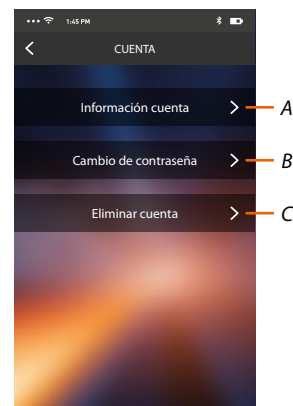 1:45 PM
CUENTA
Información cuenta
A
Cambio de contraseña
B
Eliminar cuenta
C